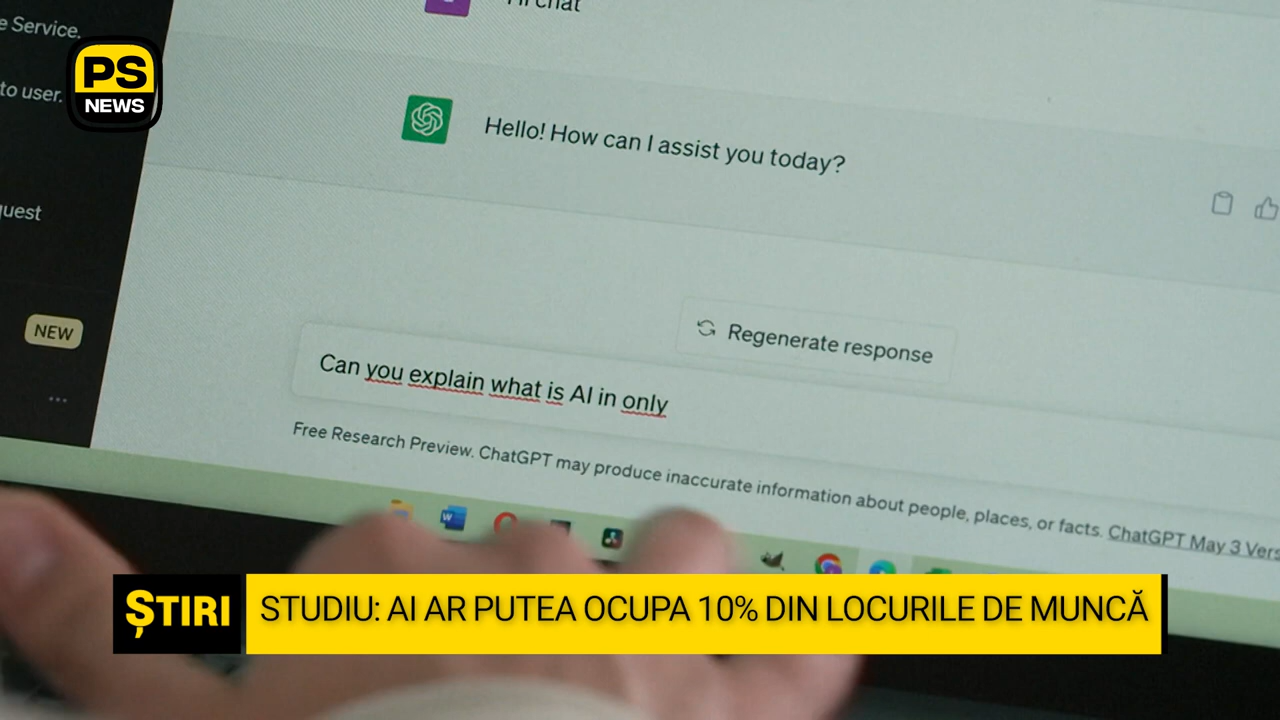 Hi chat
e Service.
PS
NEWS
to user.
Hello! How can I assist you today?
quest
NEW
Regenerate response
Can you explain what is AI in only
Free Research Preview. ChatGPT may produce inaccurate information about people, places, or facts. ChatGPT May 3 Vers
ȘTIRI
STUDIU: AI AR PUTEA OCUPA 10% DIN LOCURILE DE MUNCĂ